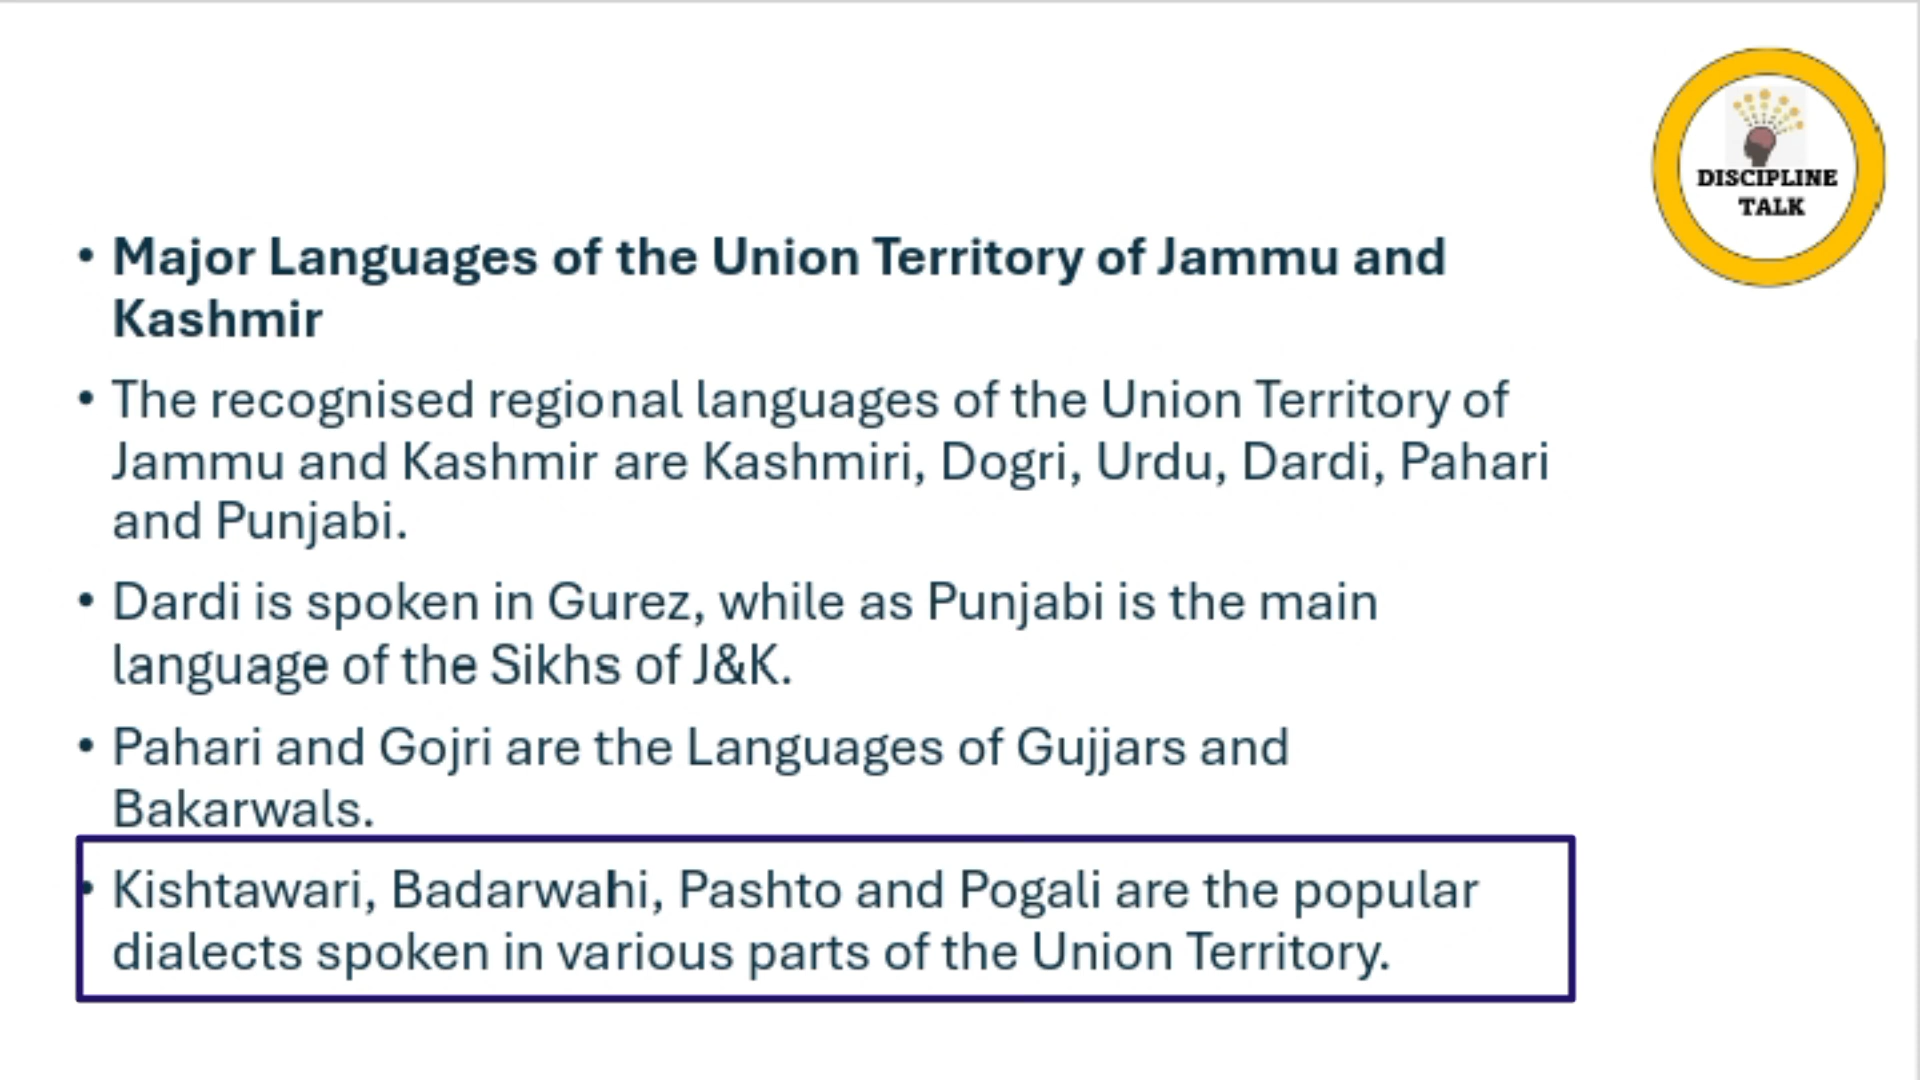 DISCIPLINE
TALK
• Major Languages of the Union Territory of Jammu and
Kashmir
• The recognised regional languages of the Union Territory of
Jammu and Kashmir are Kashmiri, Dogri, Urdu, Dardi, Pahari
and Punjabi.
• Dardi is spoken in Gurez, while as Punjabi is the main
language of the Sikhs of J&K.
• Pahari and Gojri are the Languages of Gujjars and
Bakarwals.
• Kishtawari, Badarwahi, Pashto and Pogali are the popular
dialects spoken in various parts of the Union Territory.